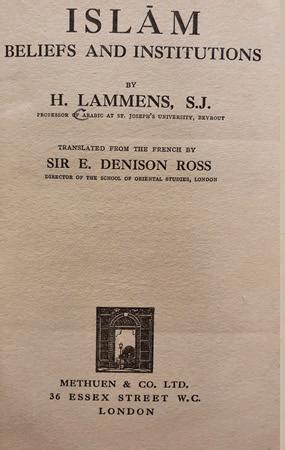 ISLĀM
BELIEFS AND INSTITUTIONS
BY
H. LAMMENS, S.J.
PROFESSOR OF ARABIC AT ST. JOSEPH'S UNIVERSITY, BEYROUT
TRANSLATED FROM THE FRENCH BY
SIR E. DENISON ROSS
DIRECTOR OF THE SCHOOL OF ORIENTAL STUDIES, LONDON
METHUEN & CO. LTD.
36 ESSEX STREET W.C.
LONDON